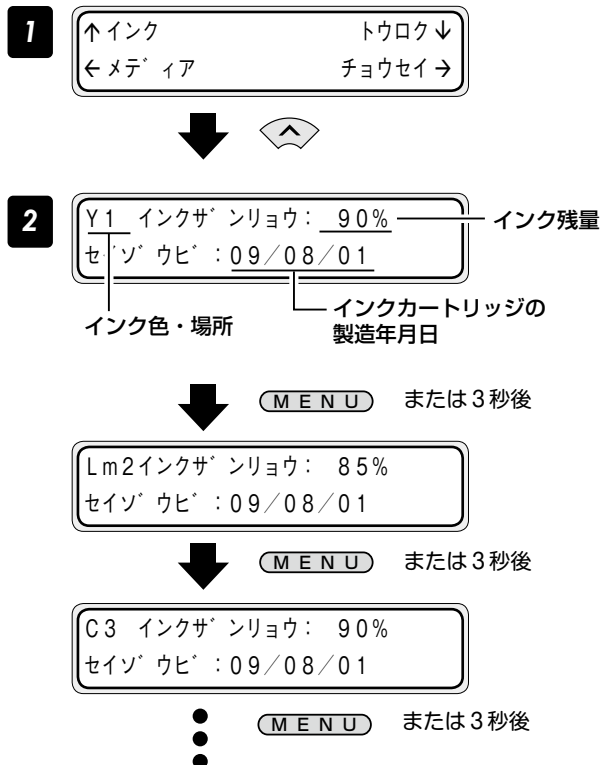 1
↑インク トウロク↓
←メディア チョウセイ→
2
Y1 インクザンリョウ： 90%
インク残量
セイゾウビ：09/08/01
インク色・場所
インクカートリッジの
製造年月日
MENU または3秒後
Lm2インクザンリョウ： 85%
セイゾウビ：09/08/01
MENU または3秒後
C3 インクザンリョウ： 90%
セイゾウビ：09/08/01
MENU または3秒後